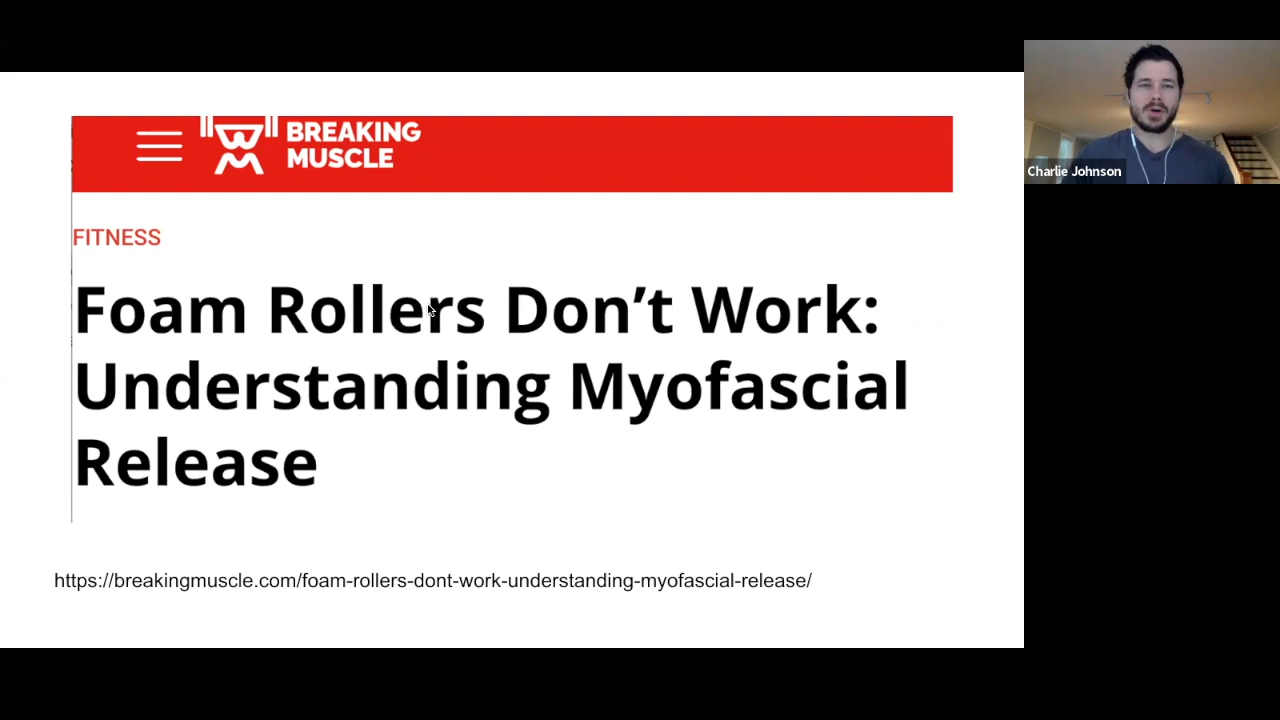 BREAKING
MUSCLE
FITNESS
Foam Rollers Don’t Work:
Understanding Myofascial
Release
https://breakingmuscle.com/foam-rollers-dont-work-understanding-myofascial-release/
Charlie Johnson